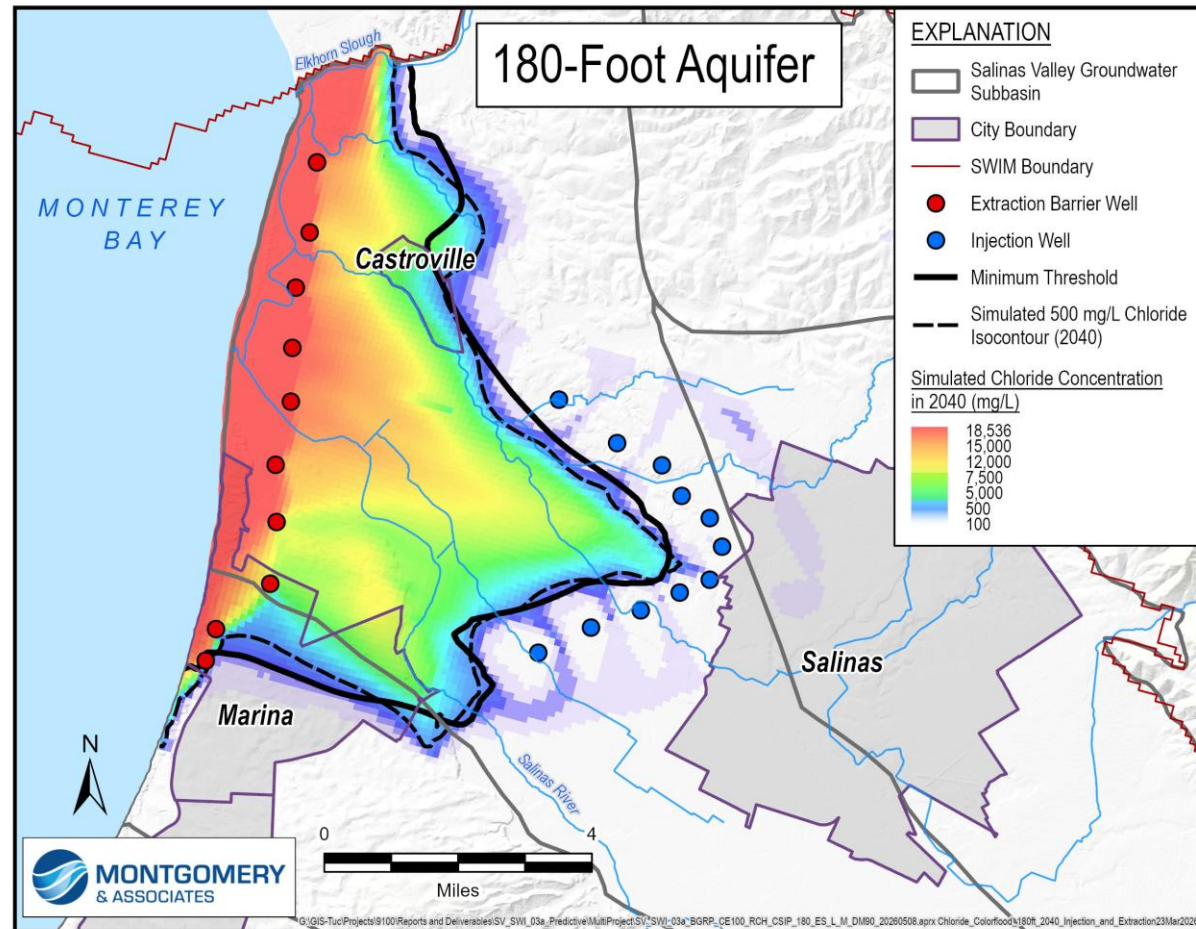 180-Foot Aquifer
Elkhorn Slough
MONTEREY
BAY
Castroville
Salinas
Marina
Salinas River
N
0 4
Miles
MONTGOMERY
& ASSOCIATES
EXPLANATION
Salinas Valley Groundwater
Subbasin
City Boundary
SWIM Boundary
Extraction Barrier Well
Injection Well
Minimum Threshold
Simulated 500 mg/L Chloride
Isocontour (2040)
Simulated Chloride Concentration
in 2040 (mg/L)
18,536
15,000
12,000
7,500
5,000
500
100